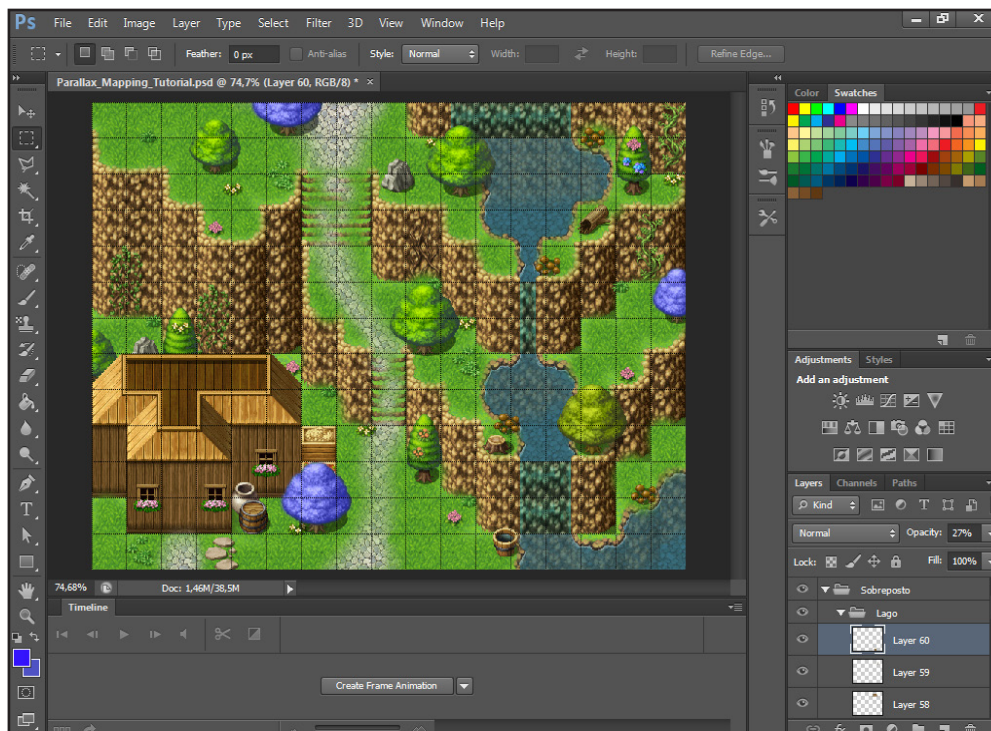 Ps File Edit Image Layer Type Select Filter 3D View Window Help
Feather: 0 px Anti-alias Style: Normal Width: Height: Refine Edge...
Parallax_Mapping_Tutorial.psd @ 74,7% (Layer 60, RGB/8) * ×
Color Swatches
Adjustments Styles
Add an adjustment
Layers Channels Paths
Kind
Normal Opacity: 27%
Lock: Fill: 100%
Sobreposto
Lago
Layer 60
Layer 59
Layer 58
74,68% Doc: 1,46M/38,5M
Timeline
Create Frame Animation